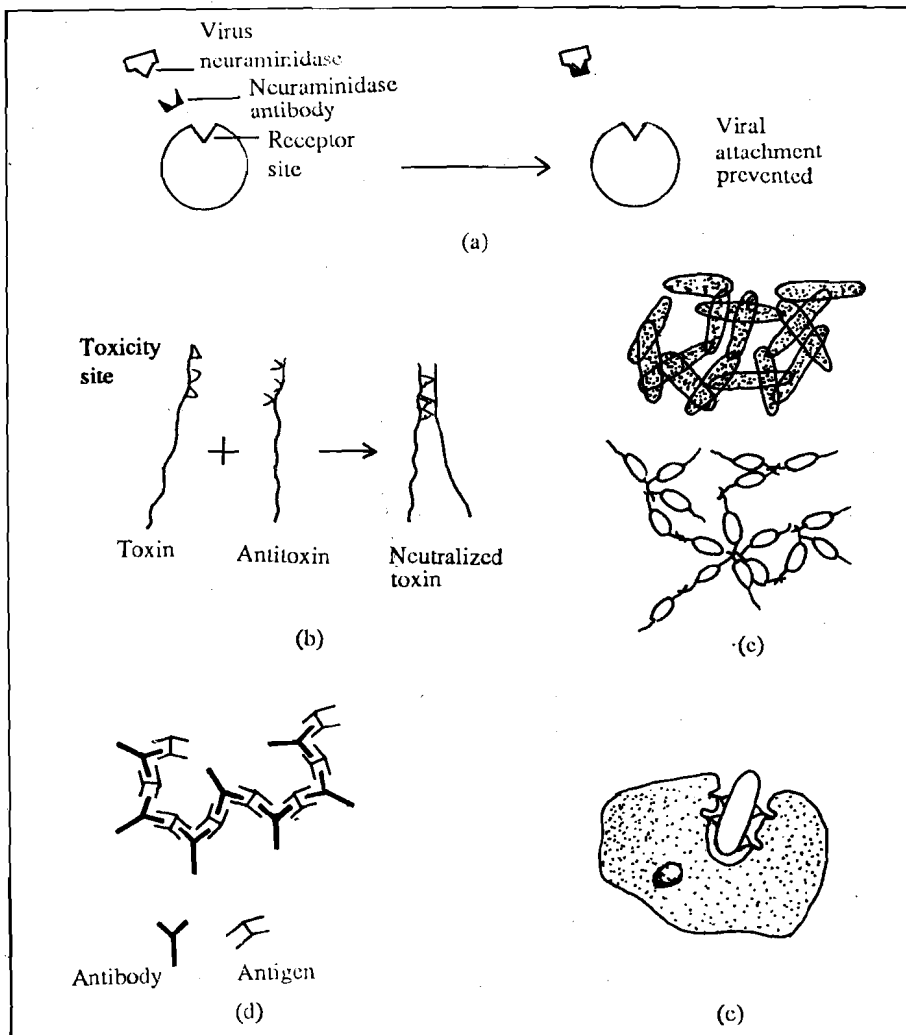 Virus
neuraminidase
Neuraminidase
antibody
Receptor
site
Viral
attachment
prevented
(a)
Toxicity
site
Toxin
Antitoxin
Neutralized
toxin
(b)
(c)
Antibody
Antigen
(d)
(e)